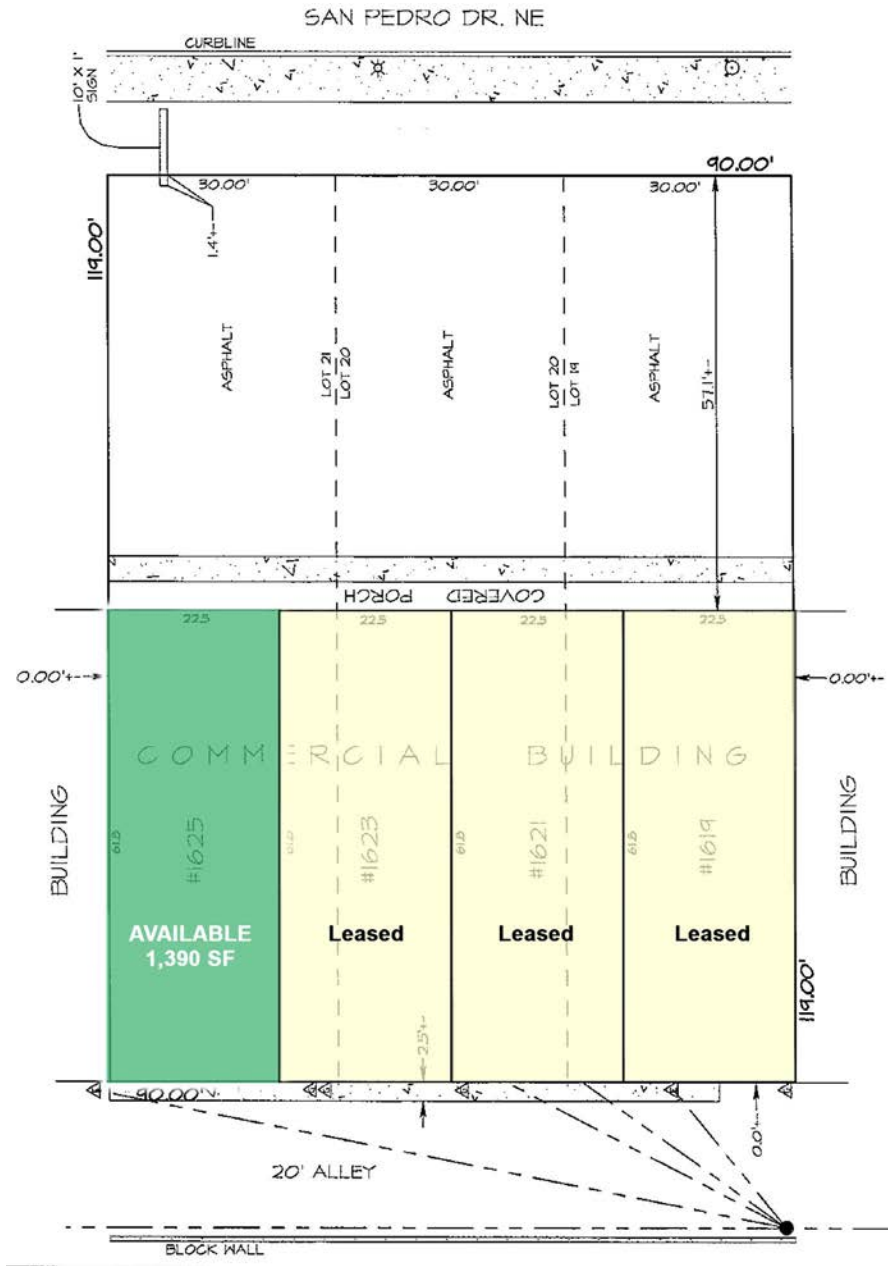 SAN PEDRO DR. NE
CURBLINE
10' X 1'
SIGN
90.00'
30.00'
30.00'
30.00'
1.4'+-
119.00'
ASPHALT
LOT 21
LOT 20
ASPHALT
LOT 20
LOT 19
ASPHALT
57.1'+-
COVERED PORCH
22.5
22.5
22.5
22.5
0.00'+-
0.00'+-
COMMERCIAL BUILDING
BUILDING
61.8
#1625
61.8
#1623
61.8
#1621
61.8
#1619
BUILDING
AVAILABLE
1,390 SF
Leased
Leased
Leased
119.00'
2.5'+-
90.00'
0.0'+-
20' ALLEY
BLOCK WALL